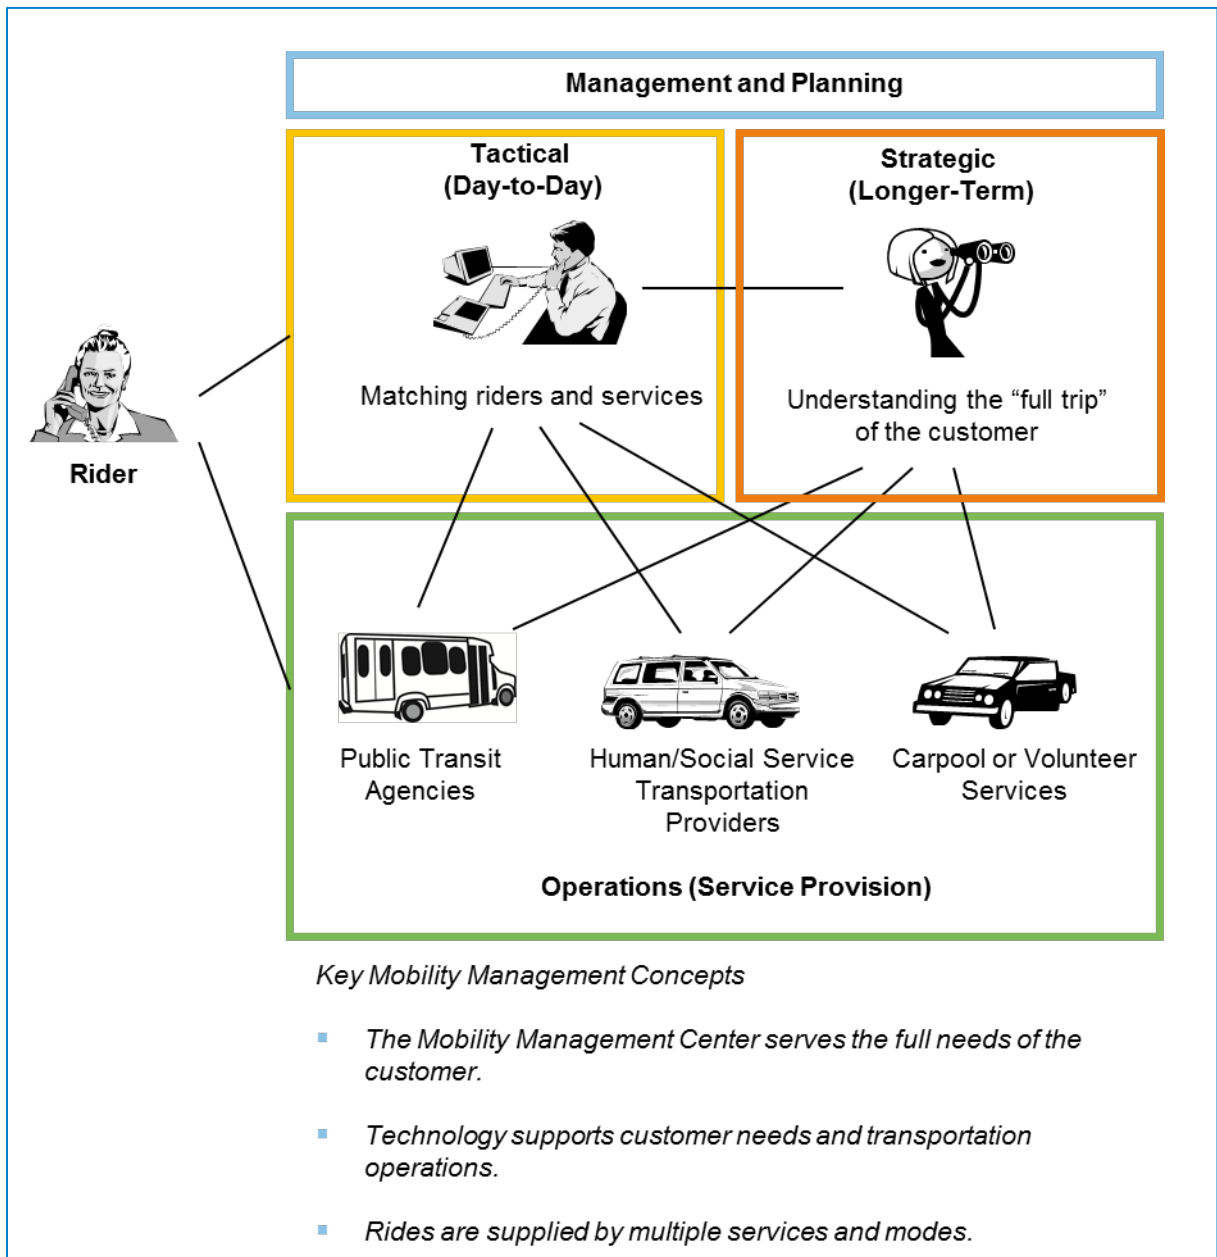 Management and Planning
Tactical
(Day-to-Day)
Strategic
(Longer-Term)
Matching riders and services
Understanding the “full trip”
of the customer
Rider
Public Transit
Agencies
Human/Social Service
Transportation
Providers
Carpool or Volunteer
Services
Operations (Service Provision)
Key Mobility Management Concepts
The Mobility Management Center serves the full needs of the
customer.
Technology supports customer needs and transportation
operations.
Rides are supplied by multiple services and modes.